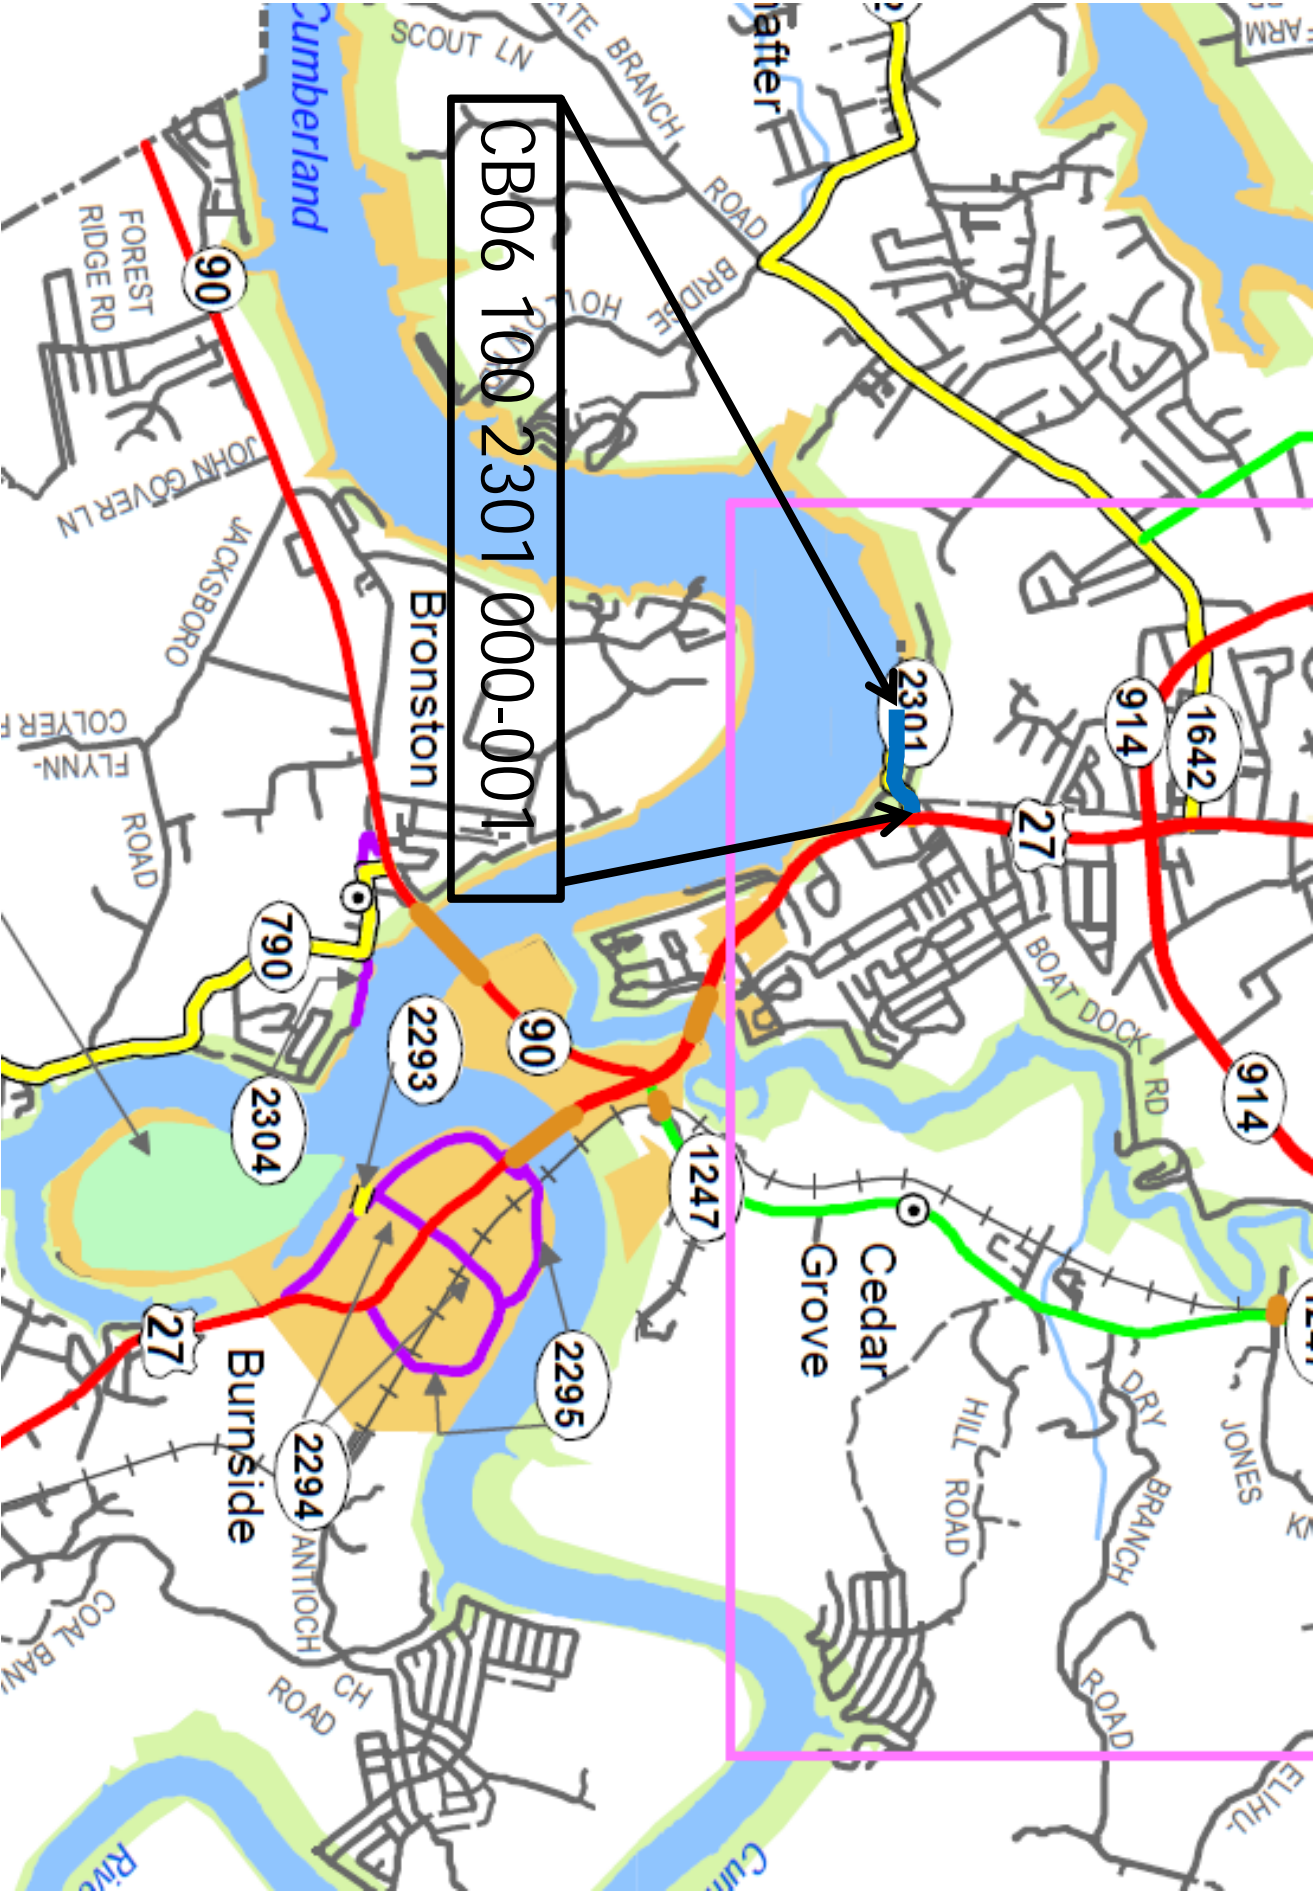 CB06 100 2301 000-001
Cumberland
SCOUT LN
BRANCH
ROAD
FARM
FOREST
RIDGE RD
90
JOHN GOVER LN
JACKSBORO
ROAD
FLYNN-
COLYER
Bronston
2301
914
1642
27
BOAT DOCK
RD
914
790
2304
2293
90
1247
Cedar
Grove
2295
2294
27
Burnside
ANTIOCH
CH
ROAD
HILL
ROAD
DRY
BRANCH
ROAD
JONES
ELIHU-
COAL